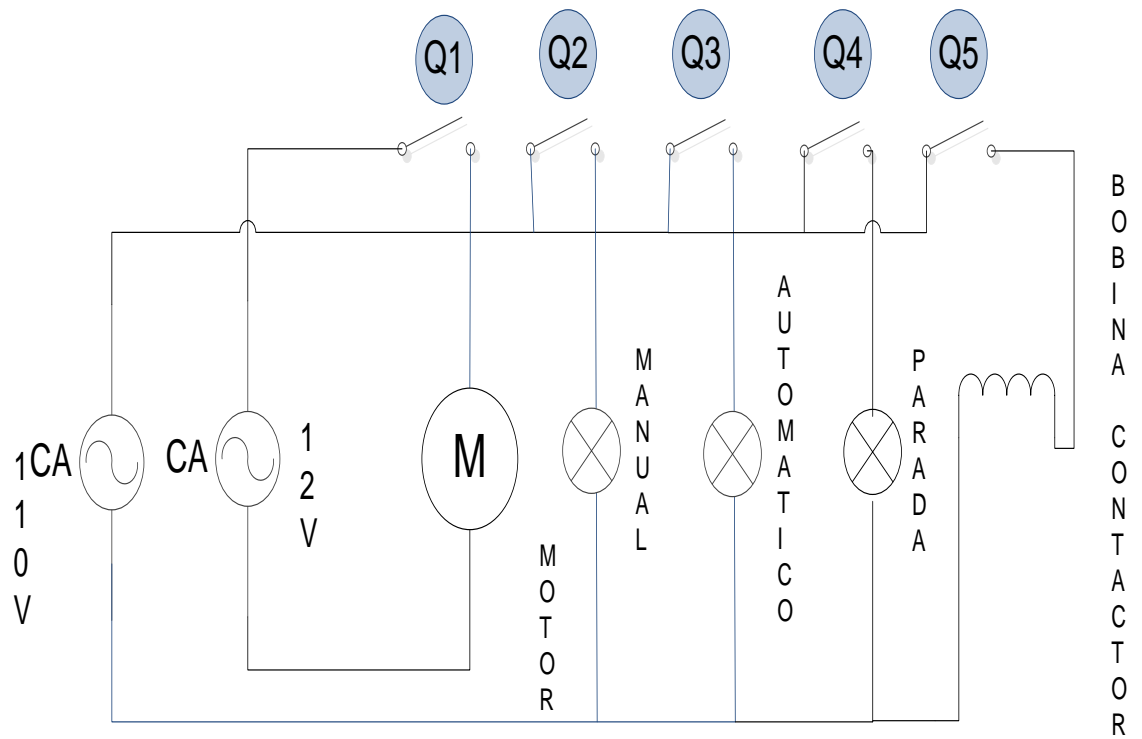 Q1
Q2
Q3
Q4
Q5
110V
CA
CA
12V
M
MOTOR
MANUAL
AUTOMATICO
PARADA
BOBINA CONTACTOR